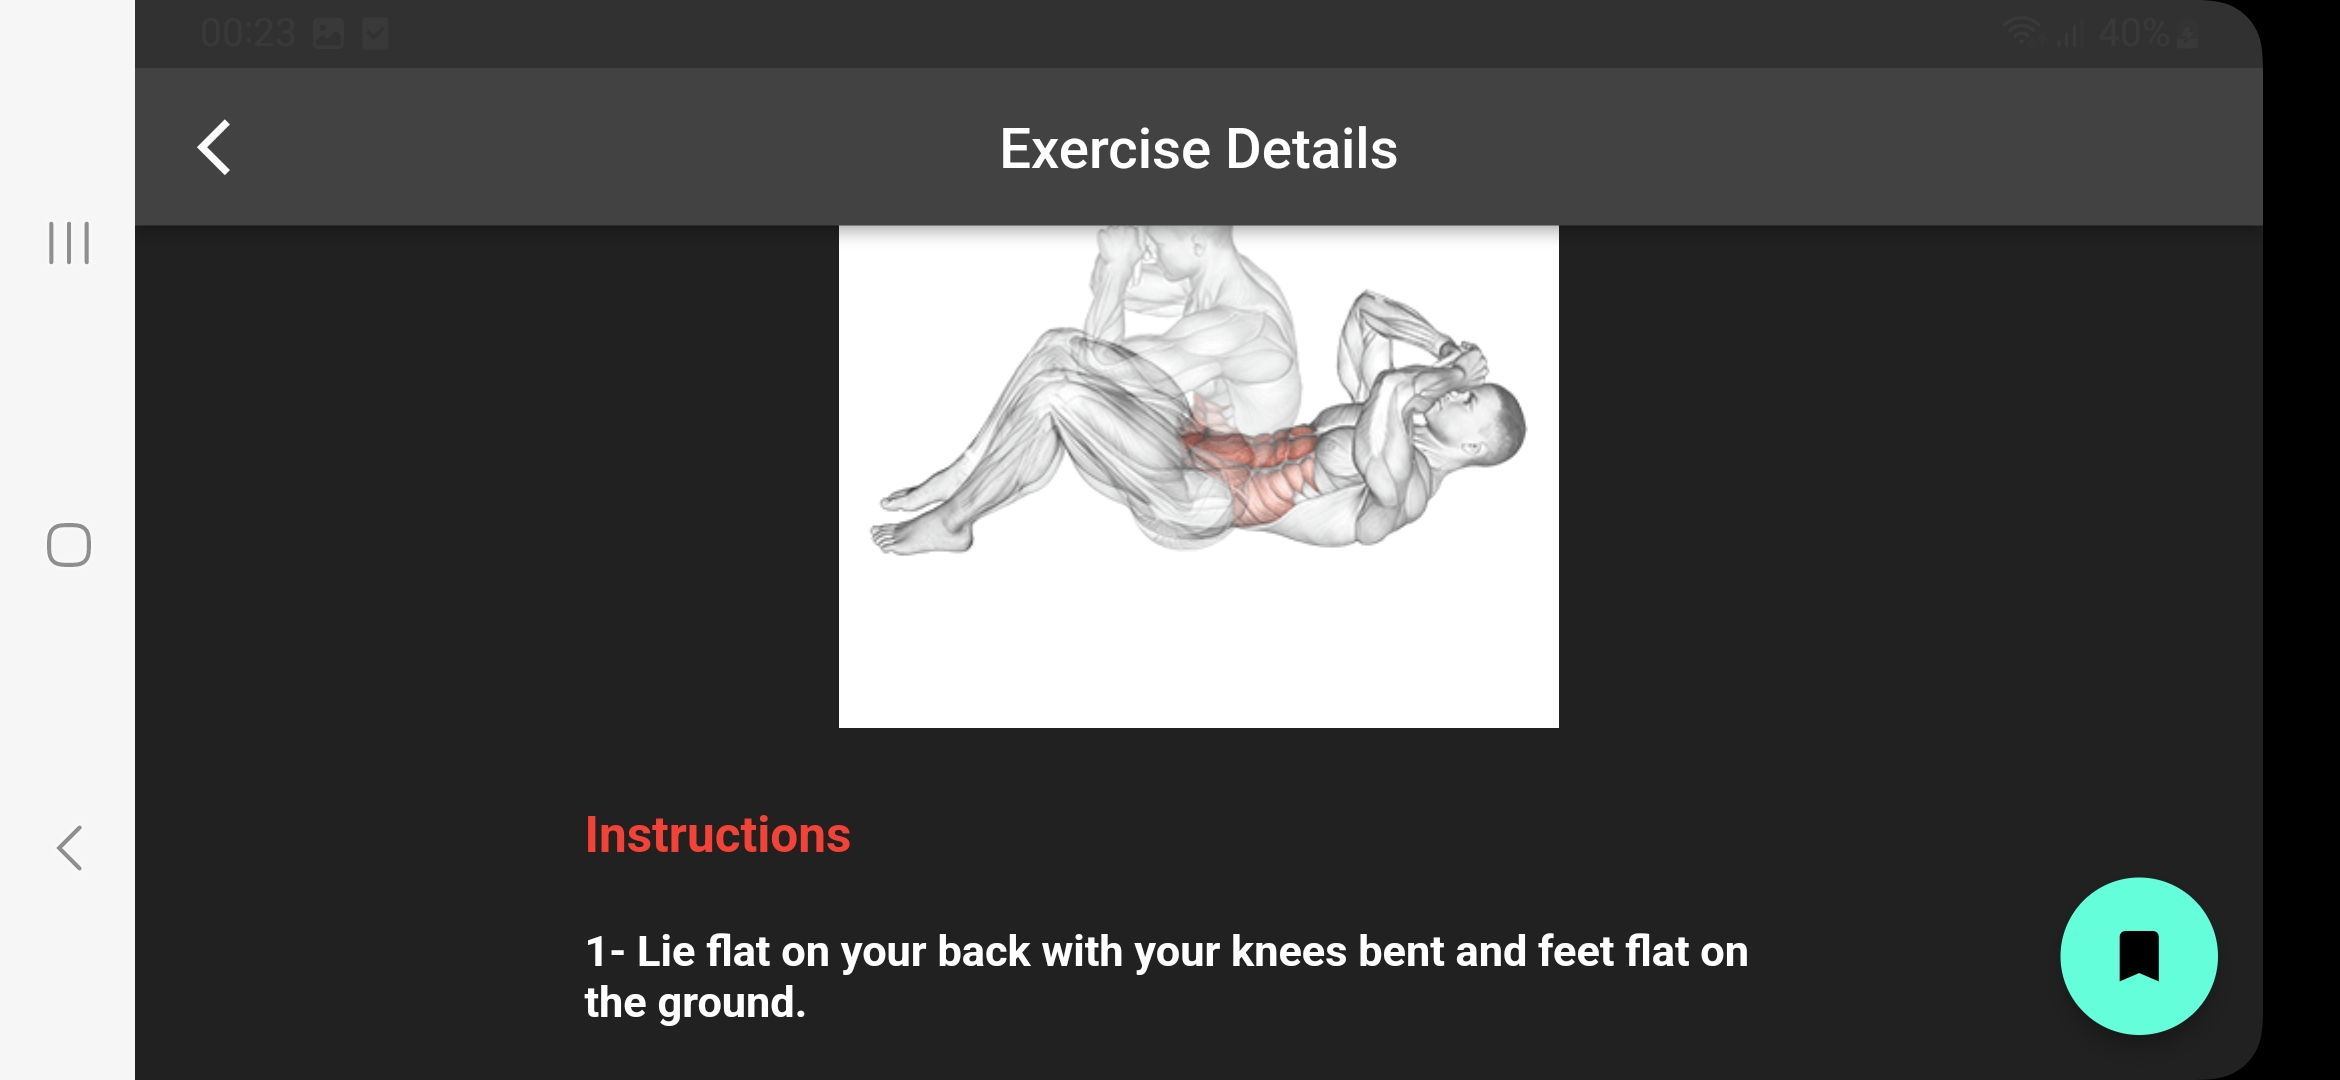 00:23
40%
Exercise Details
Instructions
1- Lie flat on your back with your knees bent and feet flat on
the ground.